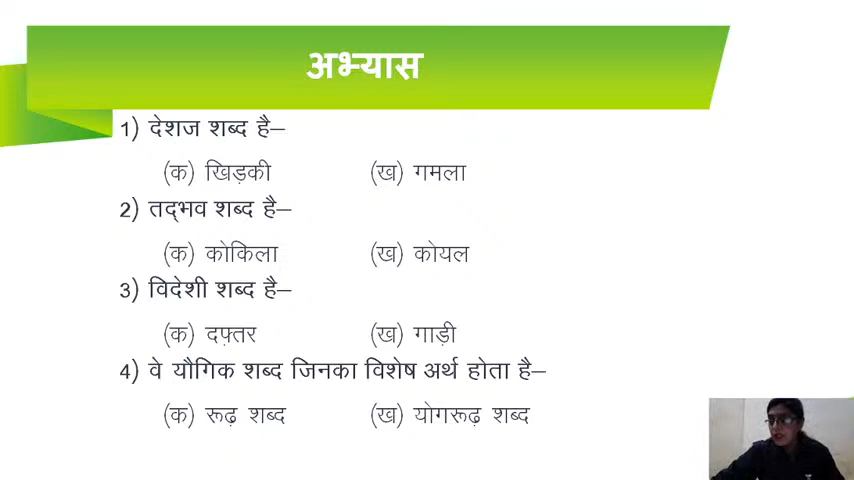 अभ्यास
1) देशज शब्द है–
(क) खिड़की (ख) गमला
2) तद्भव शब्द है–
(क) कोकिला (ख) कोयल
3) विदेशी शब्द है–
(क) दफ़्तर (ख) गाड़ी
4) वे यौगिक शब्द जिनका विशेष अर्थ होता है–
(क) रूढ़ शब्द (ख) योगरूढ़ शब्द